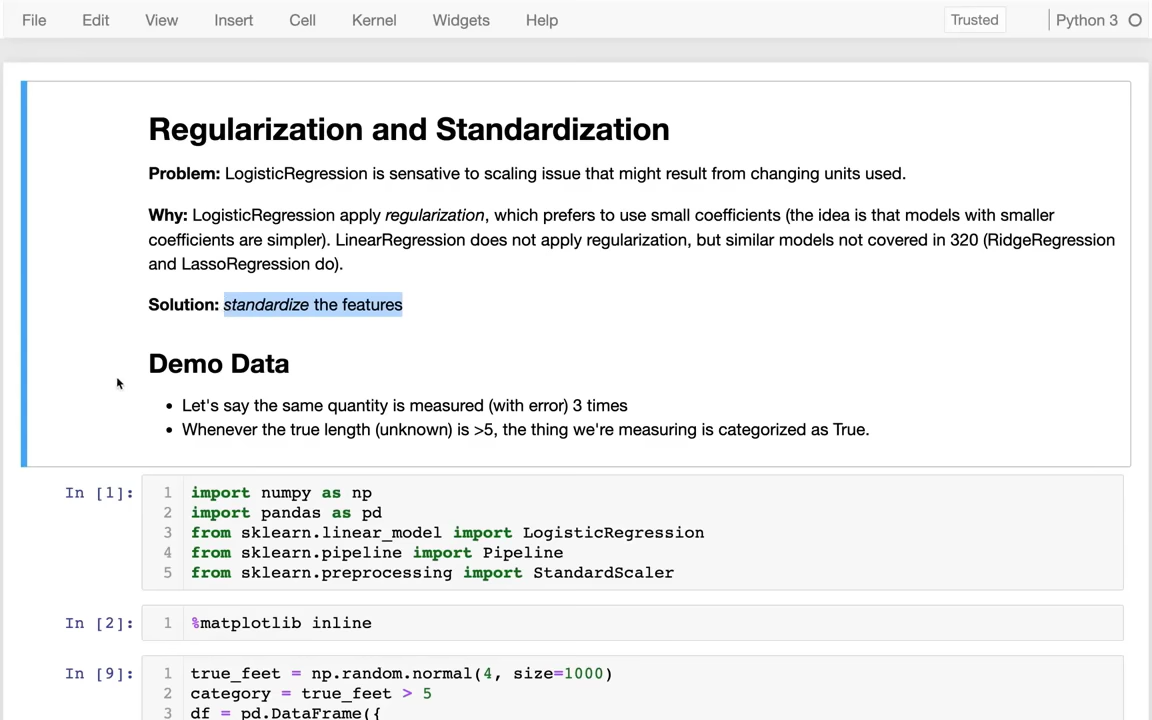 File Edit View Insert Cell Kernel Widgets Help Trusted Python 3
Regularization and Standardization
Problem: LogisticRegression is sensative to scaling issue that might result from changing units used.
Why: LogisticRegression apply regularization, which prefers to use small coefficients (the idea is that models with smaller
coefficients are simpler). LinearRegression does not apply regularization, but similar models not covered in 320 (RidgeRegression
and LassoRegression do).
Solution: standardize the features
Demo Data
• Let's say the same quantity is measured (with error) 3 times
• Whenever the true length (unknown) is >5, the thing we're measuring is categorized as True.
In [1]: 1 import numpy as np
2 import pandas as pd
3 from sklearn.linear_model import LogisticRegression
4 from sklearn.pipeline import Pipeline
5 from sklearn.preprocessing import StandardScaler
In [2]: 1 %matplotlib inline
In [9]: 1 true_feet = np.random.normal(4, size=1000)
2 category = true_feet > 5
3 df = pd.DataFrame({